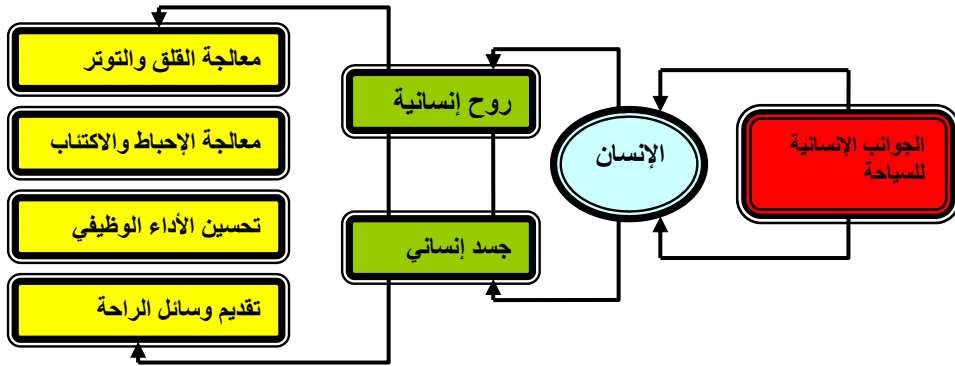 الجوانب الإنسانية
للسياحة
الإنسان
روح إنسانية
جسد إنساني
معالجة القلق والتوتر
معالجة الإحباط والاكتئاب
تحسين الأداء الوظيفي
تقديم وسائل الراحة